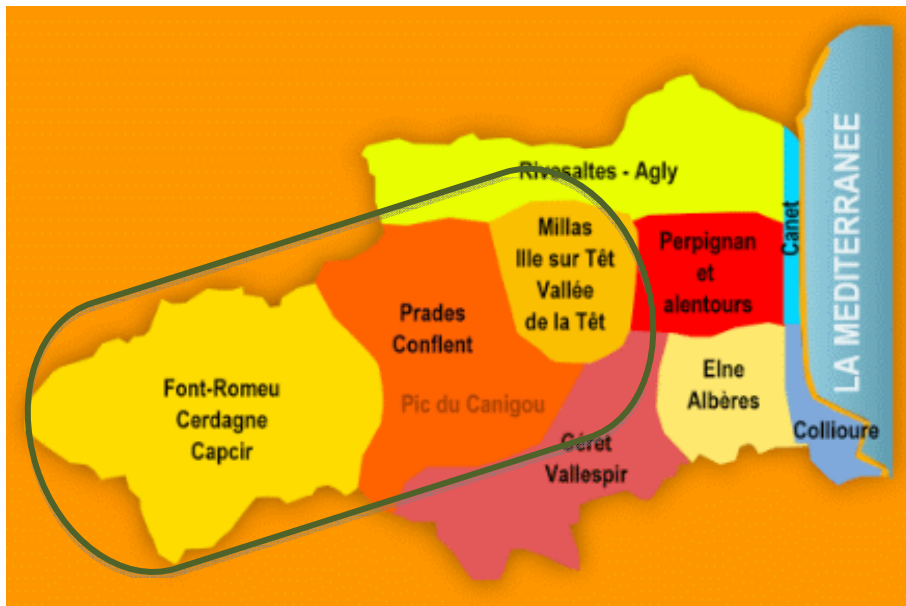 Rivesaltes - Agly
Millas
Ille sur Têt
Vallée
de la Têt
Perpignan
et
alentours
Canet
LA MEDITERRANEE
Prades
Conflent
Pic du Canigou
Font-Romeu
Cerdagne
Capcir
Elne
Albères
Collioure
Céret
Vallespir